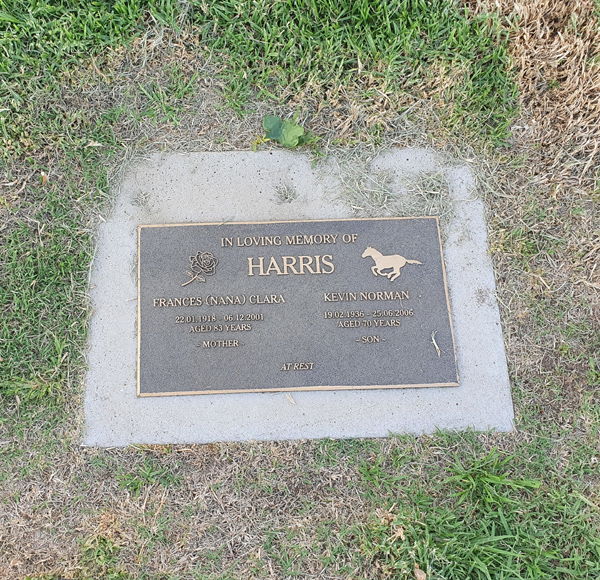 IN LOVING MEMORY OF
HARRIS
FRANCES (NANA) CLARA
22.01.1918 - 06.12.2001
AGED 83 YEARS
- MOTHER -
KEVIN NORMAN
19.02.1936 - 25.06.2006
AGED 70 YEARS
- SON -
AT REST